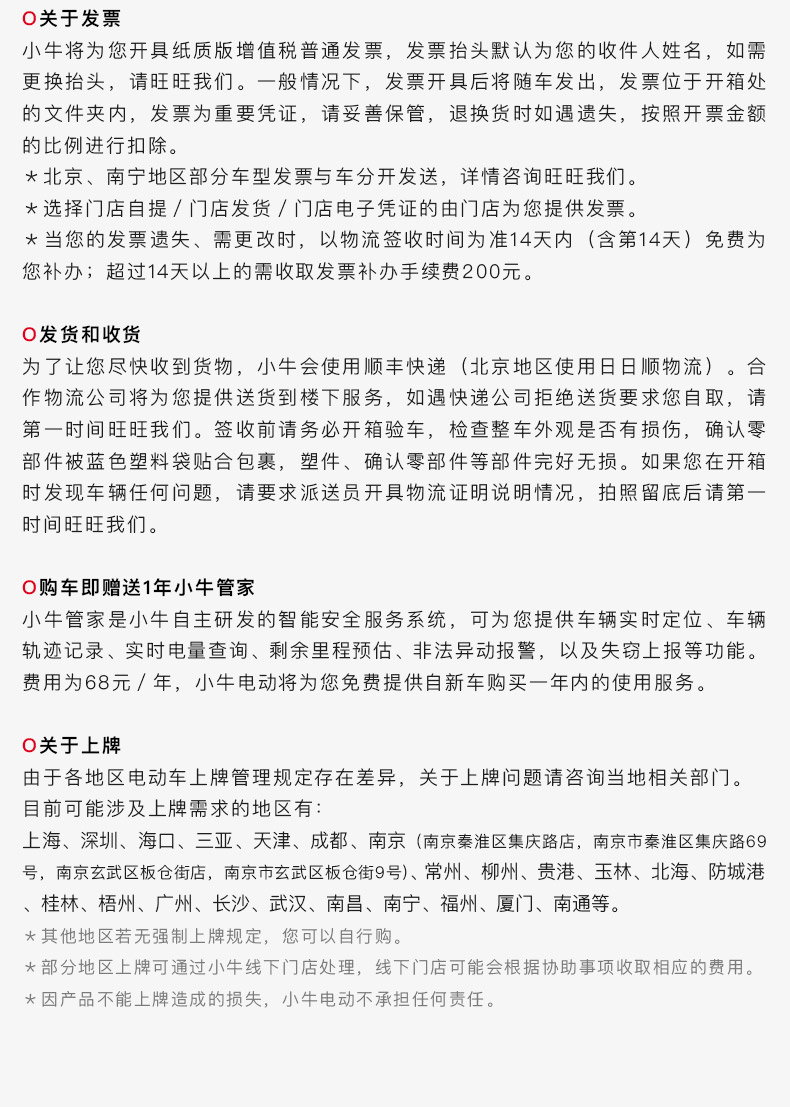 O关于发票
小牛将为您开具纸质版增值税普通发票，发票抬头默认为您的收件人姓名，如需
更换抬头，请旺旺我们。一般情况下，发票开具后将随车发出，发票位于开箱处
的文件夹内，发票为重要凭证，请妥善保管，退换货时如遇遗失，按照开票金额
的比例进行扣除。
＊北京、南宁地区部分车型发票与车分开发送，详情咨询旺旺我们。
＊选择门店自提 / 门店发货 / 门店电子凭证的由门店为您提供发票。
＊当您的发票遗失、需更改时，以物流签收时间为准14天内（含第14天）免费为
您补办；超过14天以上的需收取发票补办手续费200元。
O发货和收货
为了让您尽快收到货物，小牛会使用顺丰快递（北京地区使用日日顺物流）。合
作物流公司将为您提供送货到楼下服务，如遇快递公司拒绝送货要求您自取，请
第一时间旺旺我们。签收前请务必开箱验车，检查整车外观是否有损伤，确认零
部件被蓝色塑料袋贴合包裹，塑件、确认零部件等部件完好无损。如果您在开箱
时发现车辆任何问题，请要求派送员开具物流证明说明情况，拍照留底后请第一
时间旺旺我们。
O购车即赠送1年小牛管家
小牛管家是小牛自主研发的智能安全服务系统，可为您提供车辆实时定位、车辆
轨迹记录、实时电量查询、剩余里程预估、非法异动报警，以及失窃上报等功能。
费用为68元 / 年，小牛电动将为您免费提供自新车购买一年内的使用服务。
O关于上牌
由于各地区电动车上牌管理规定存在差异，关于上牌问题请咨询当地相关部门。
目前可能涉及上牌需求的地区有：
上海、深圳、海口、三亚、天津、成都、南京（南京秦淮区集庆路店，南京市秦淮区集庆路69
号，南京玄武区板仓街店，南京市玄武区板仓街9号）、常州、柳州、贵港、玉林、北海、防城港
、桂林、梧州、广州、长沙、武汉、南昌、南宁、福州、厦门、南通等。
＊其他地区若无强制上牌规定，您可以自行购。
＊部分地区上牌可通过小牛线下门店处理，线下门店可能会根据协助事项收取相应的费用。
＊因产品不能上牌造成的损失，小牛电动不承担任何责任。